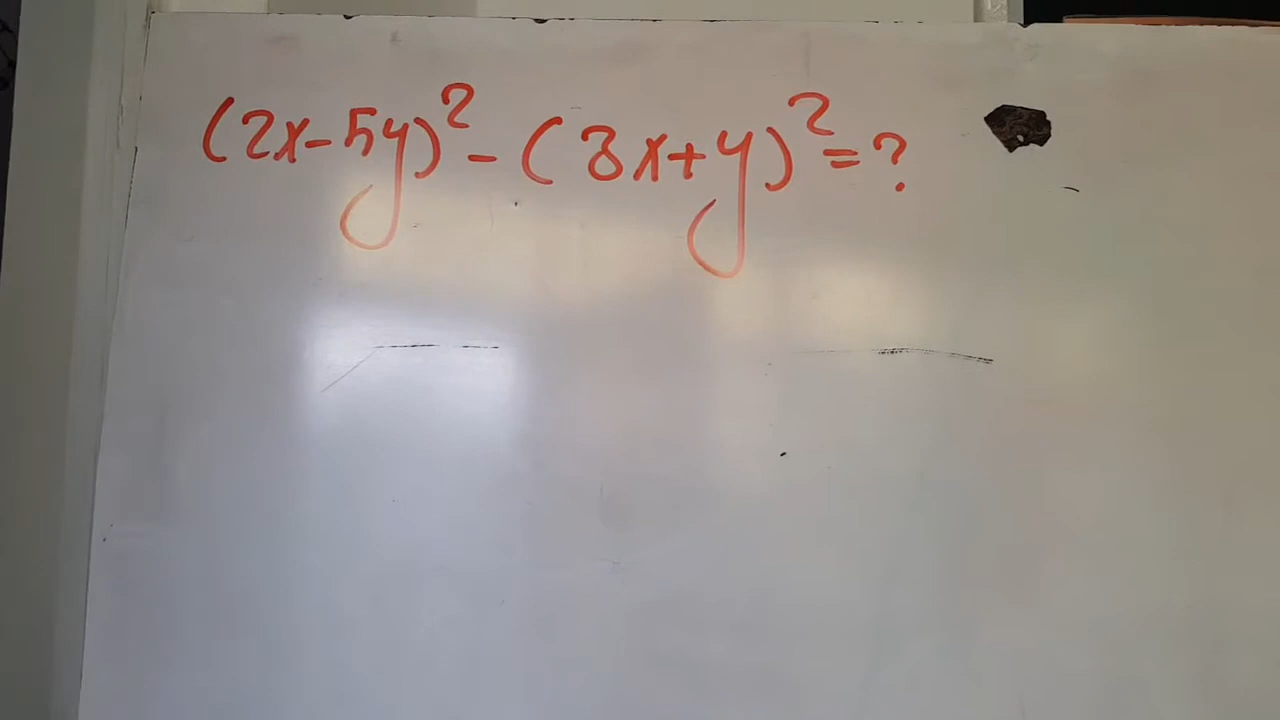 (2x-5y)² - (3x+y)² = ?